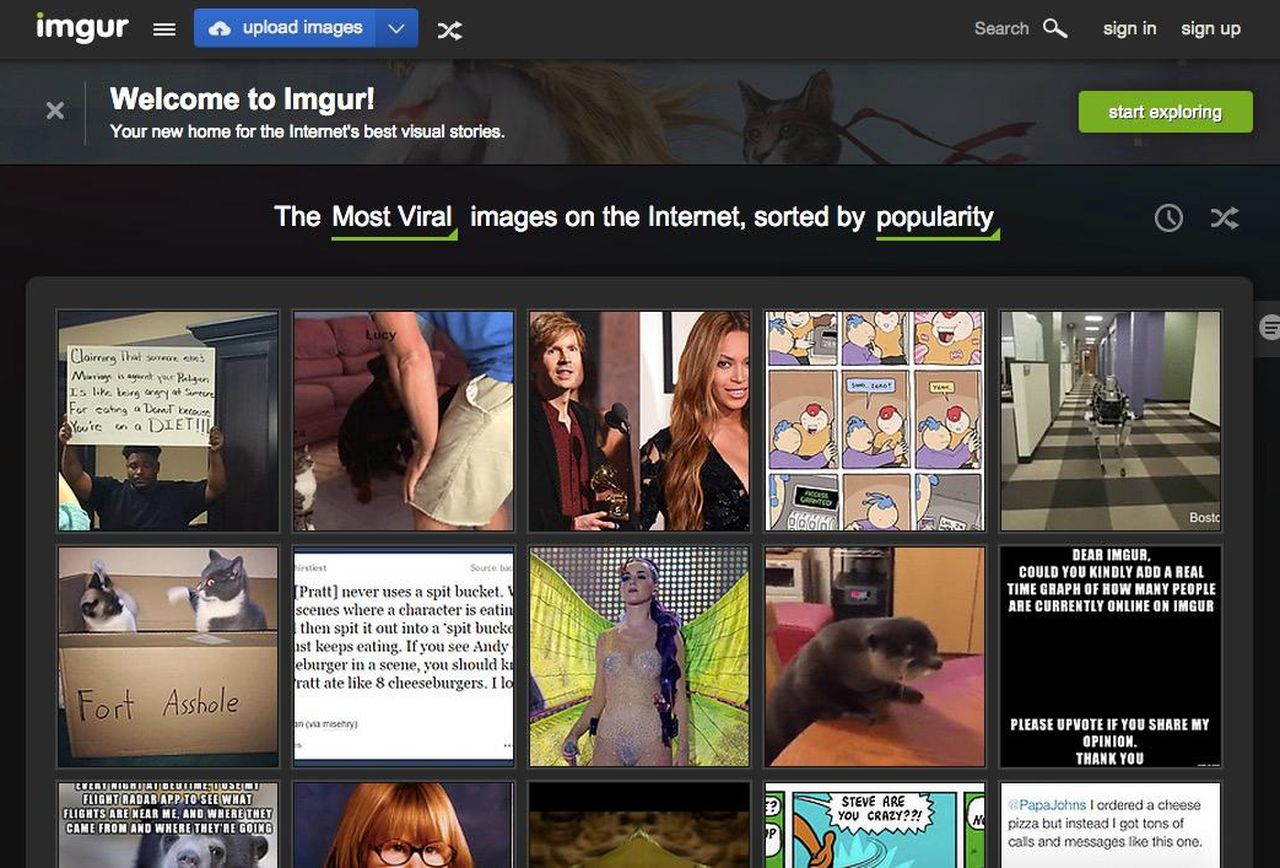 imgur
upload images
Search
sign in
sign up
Welcome to Imgur!
Your new home for the Internet's best visual stories.
start exploring
The Most Viral images on the Internet, sorted by popularity
Claiming That someone else's
Marriage is against your Religion
Is like being angry at Someone
For eating a Donut because
You're on a DIET!!!
Lucy
YEAH.
ACCESS
GRANTED
Bosto
Fort Asshole
hirstiest
Source: bac
[Pratt] never uses a spit bucket. W
scenes where a character is eatin
then spit it out into a 'spit bucke
ust keeps eating. If you see Andy
eburger in a scene, you should kn
ratt ate like 8 cheeseburgers. I lo
an (via misehry)
es
DEAR IMGUR,
COULD YOU KINDLY ADD A REAL
TIME GRAPH OF HOW MANY PEOPLE
ARE CURRENTLY ONLINE ON IMGUR
PLEASE UPVOTE IF YOU SHARE MY
OPINION.
THANK YOU
EVERY NIGHT AT BEDTIME, I USE MY
FLIGHT RADAR APP TO SEE WHAT
FLIGHTS ARE NEAR ME, AND WHERE THEY
CAME FROM AND WHERE THEY'RE GOING
STEVE ARE
YOU CRAZY??!
@PapaJohns I ordered a cheese
pizza but instead I got tons of
calls and messages like this one.